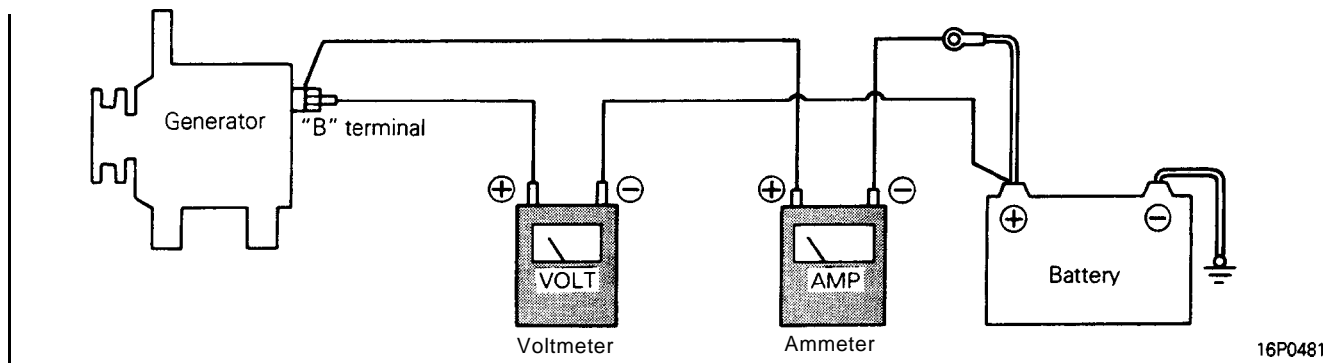 Generator
"B" terminal
⊕
⊖
VOLT
Voltmeter
⊕
⊖
AMP
Ammeter
⊕
⊖
Battery
16P0481